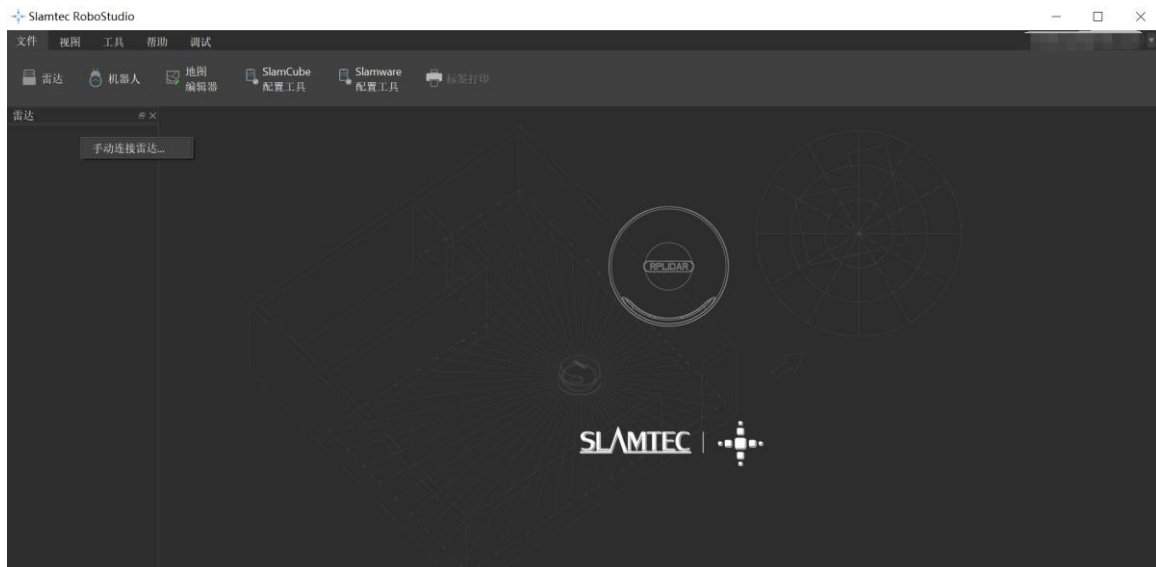 Slamtec RoboStudio
文件 视图 工具 帮助 调试
雷达 机器人 地图 编辑器 SlamCube 配置工具 Slamware 配置工具 标签打印
雷达
手动连接雷达...
RPLIDAR
SLAMTEC